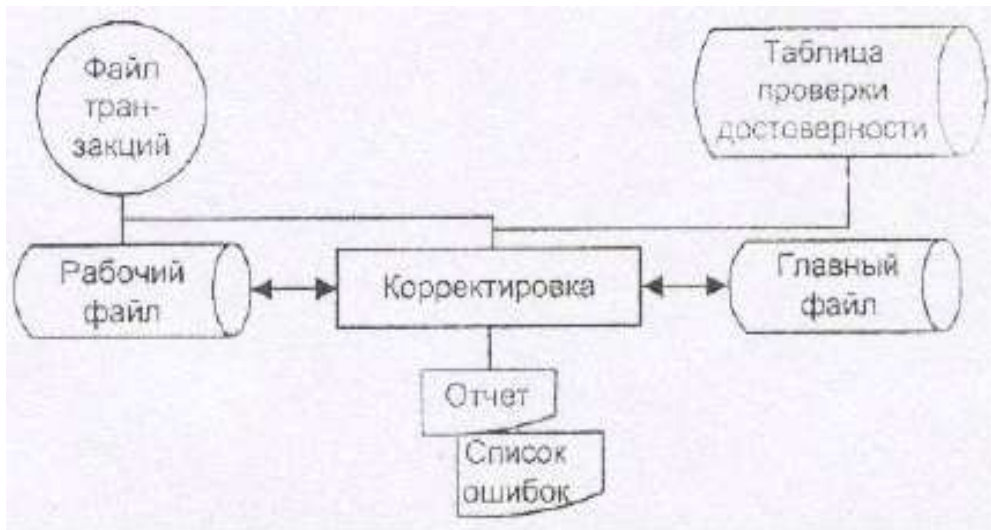 Файл
тран-
закций
Таблица
проверки
достоверности
Рабочий
файл
Корректировка
Главный
файл
Отчет
Список
ошибок